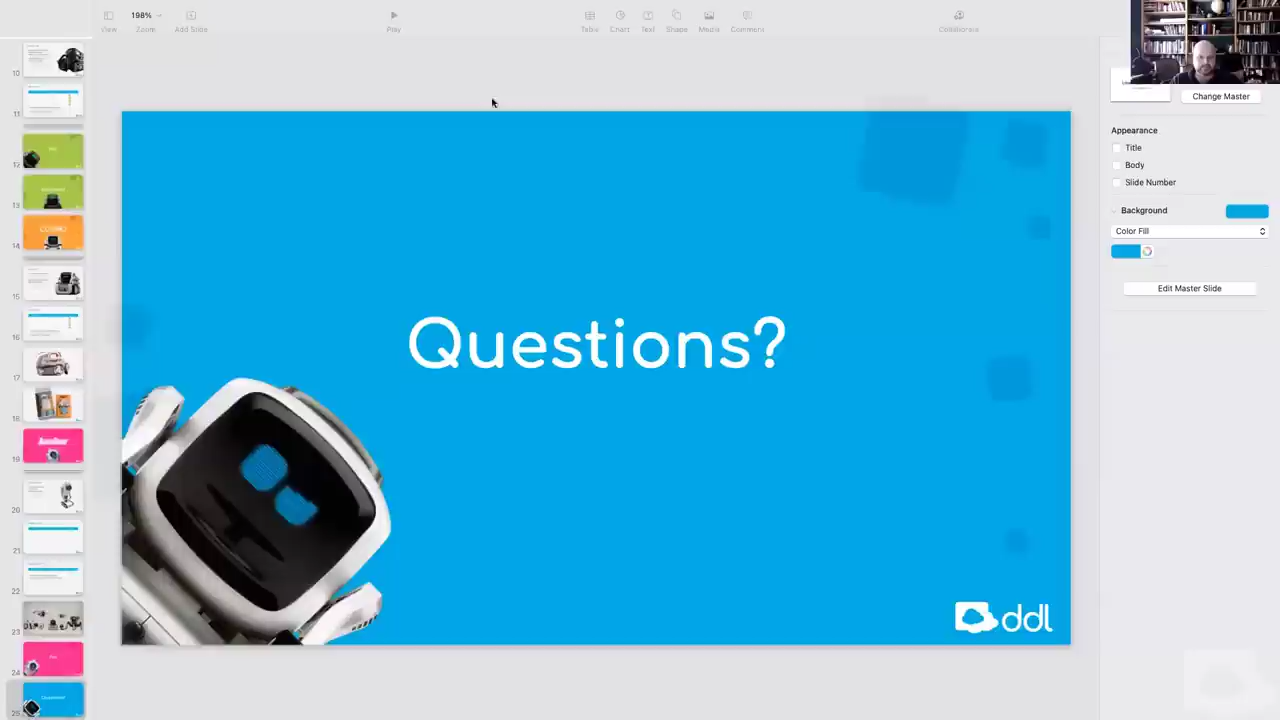 198%
View
Zoom
Add Slide
Play
Table
Chart
Text
Shape
Media
Comment
Collaborate
Change Master
Appearance
Title
Body
Slide Number
Background
Color Fill
Edit Master Slide
10
11
12
13
14
15
16
17
18
19
20
21
22
23
24
25
Questions?
ddl